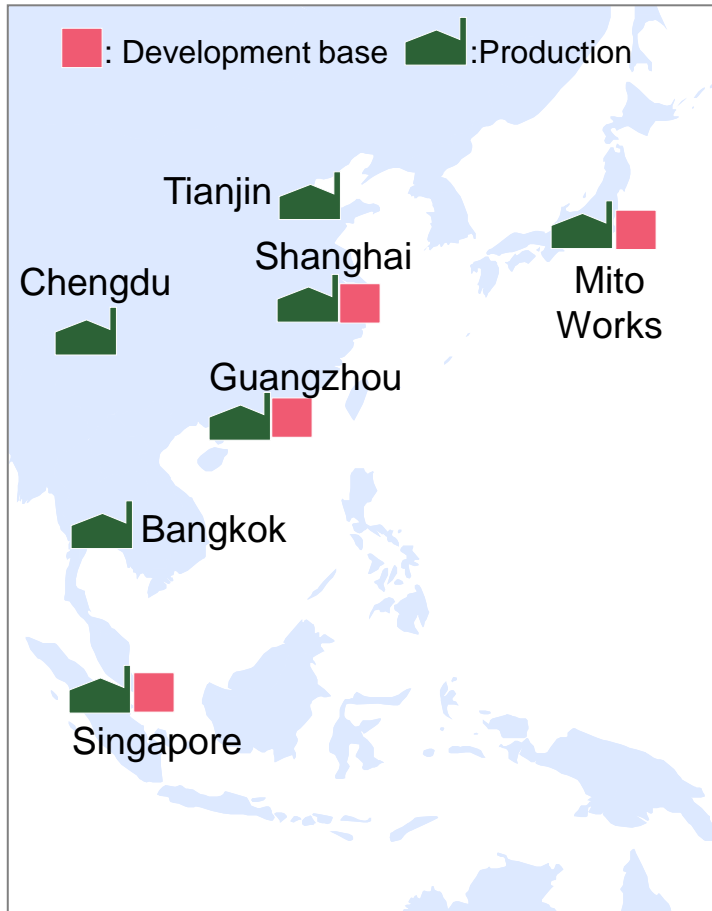 : Development base :Production
Tianjin
Shanghai
Chengdu
Mito
Works
Guangzhou
Bangkok
Singapore